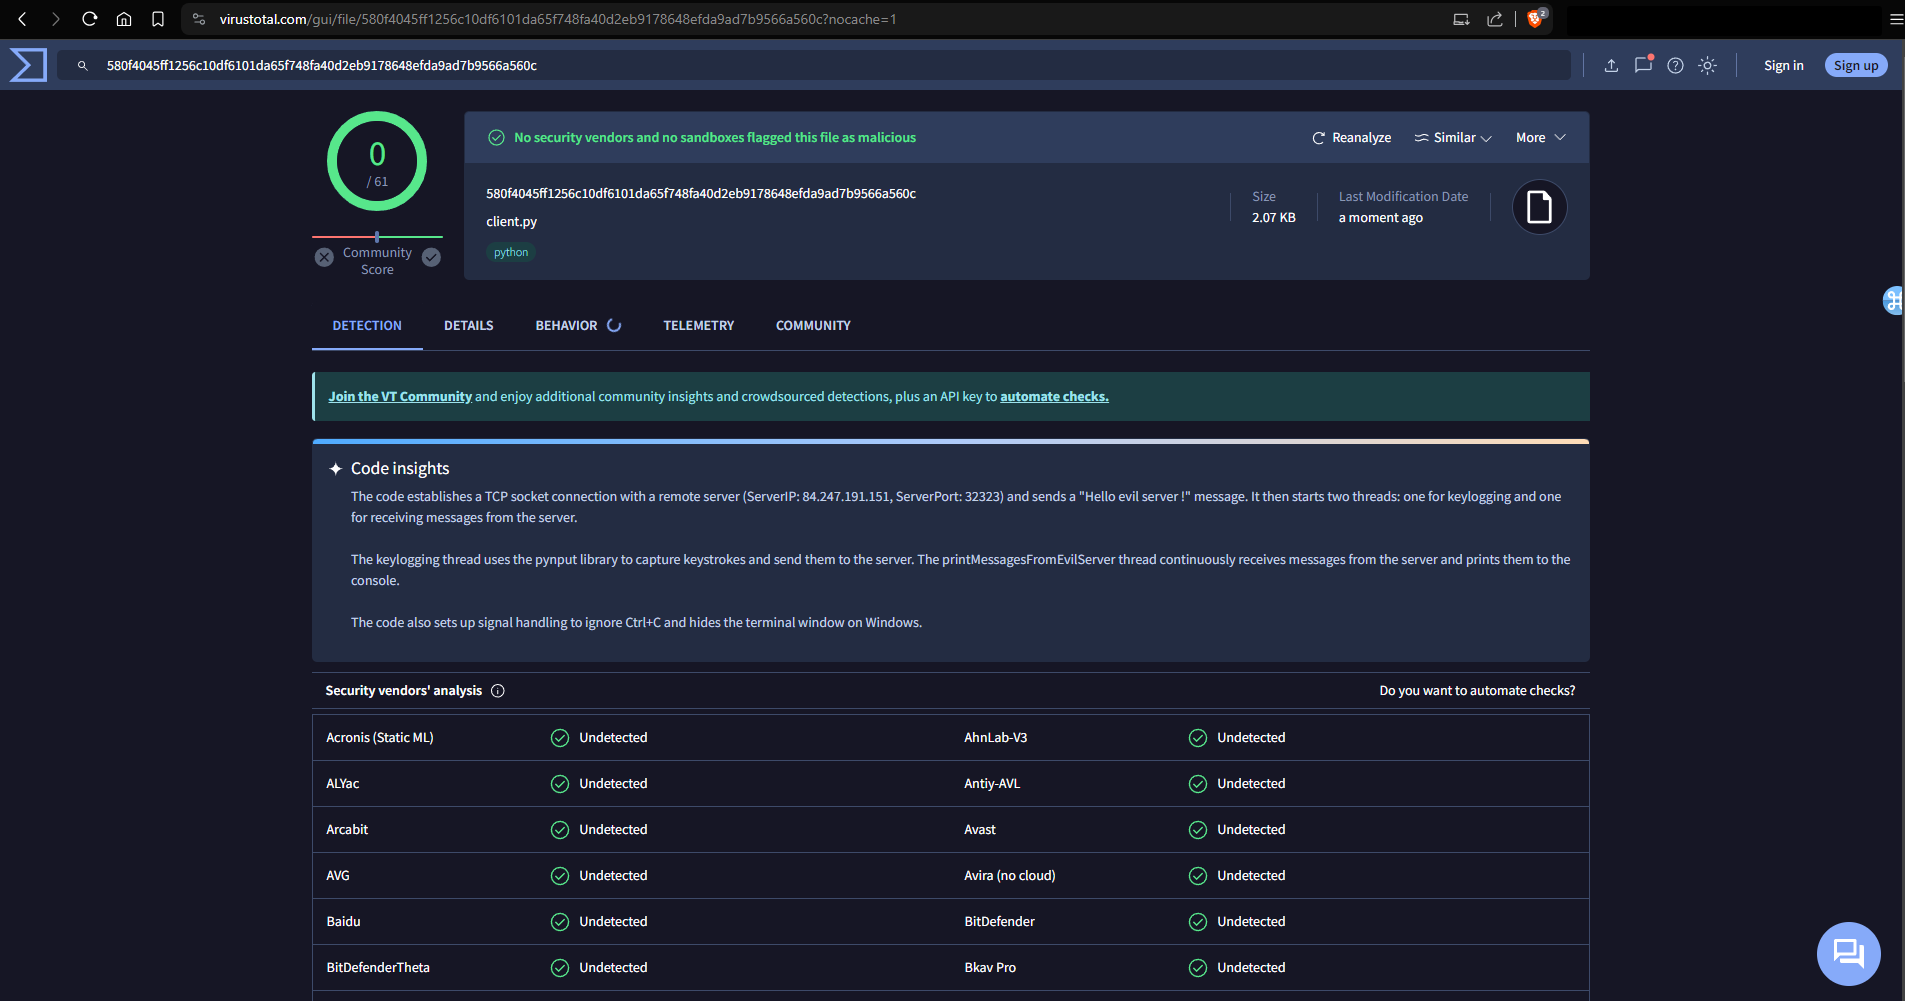 virustotal.com/gui/file/580f4045ff1256c10df6101da65f748fa40d2eb9178648efda9ad7b9566a560c?nocache=1
2
580f4045ff1256c10df6101da65f748fa40d2eb9178648efda9ad7b9566a560c
Sign in
Sign up
0
/ 61
Community
Score
No security vendors and no sandboxes flagged this file as malicious
Reanalyze
Similar
More
580f4045ff1256c10df6101da65f748fa40d2eb9178648efda9ad7b9566a560c
client.py
python
Size
2.07 KB
Last Modification Date
a moment ago
DETECTION
DETAILS
BEHAVIOR
TELEMETRY
COMMUNITY
Join the VT Community and enjoy additional community insights and crowdsourced detections, plus an API key to automate checks.
Code insights
The code establishes a TCP socket connection with a remote server (ServerIP: 84.247.191.151, ServerPort: 32323) and sends a "Hello evil server !" message. It then starts two threads: one for keylogging and one
for receiving messages from the server.
The keylogging thread uses the pynput library to capture keystrokes and send them to the server. The printMessagesFromEvilServer thread continuously receives messages from the server and prints them to the
console.
The code also sets up signal handling to ignore Ctrl+C and hides the terminal window on Windows.
Security vendors' analysis
Do you want to automate checks?
Acronis (Static ML) Undetected AhnLab-V3 Undetected
ALYac Undetected Antiy-AVL Undetected
Arcabit Undetected Avast Undetected
AVG Undetected Avira (no cloud) Undetected
Baidu Undetected BitDefender Undetected
BitDefenderTheta Undetected Bkav Pro Undetected